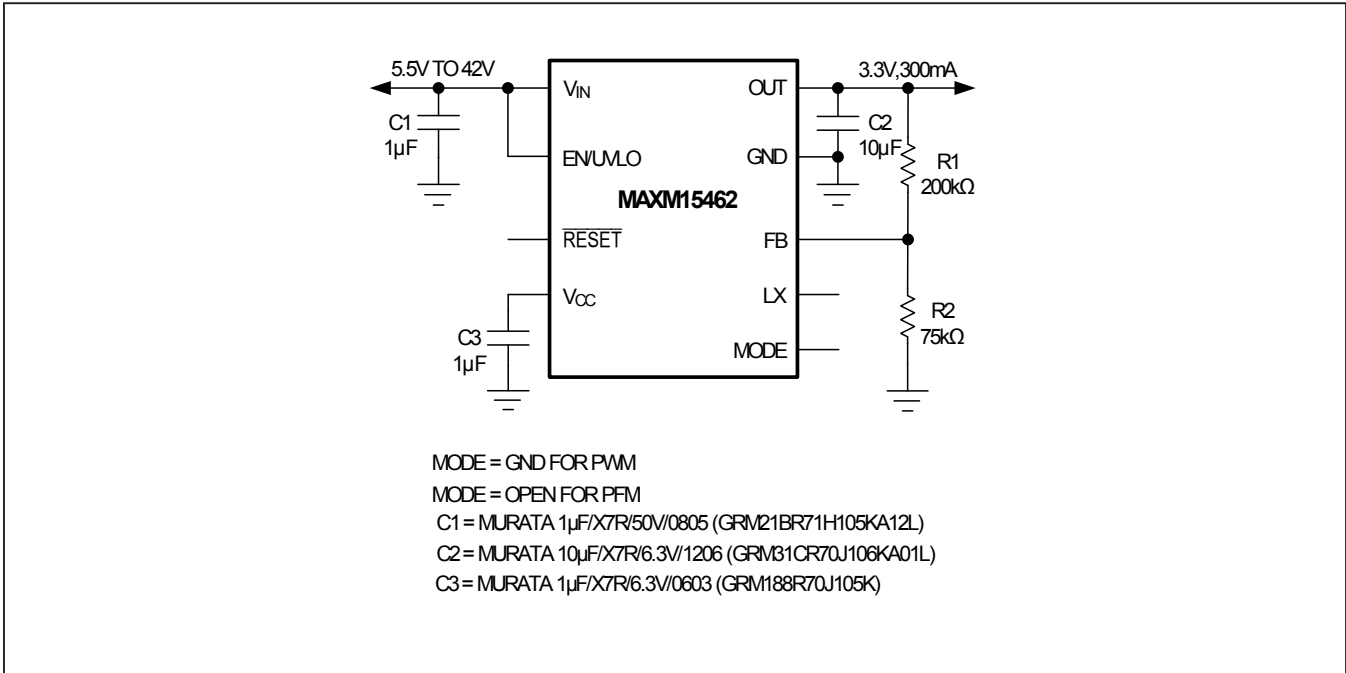 5.5V TO 42V
3.3V,300mA
VIN
OUT
C1
1µF
C2
10µF
EN/UVLO
GND
R1
200kΩ
MAXM15462
RESET
FB
VCC
LX
R2
75kΩ
C3
1µF
MODE
MODE = GND FOR PWM
MODE = OPEN FOR PFM
C1 = MURATA 1µF/X7R/50V/0805 (GRM21BR71H105KA12L)
C2 = MURATA 10µF/X7R/6.3V/1206 (GRM31CR70J106KA01L)
C3 = MURATA 1µF/X7R/6.3V/0603 (GRM188R70J105K)